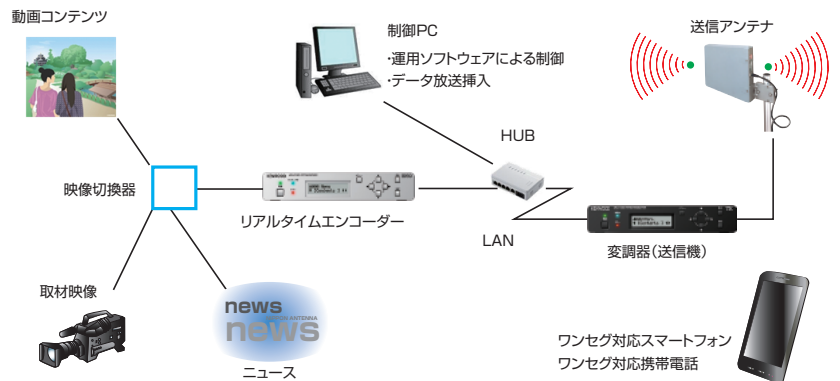 動画コンテンツ
制御PC
・運用ソフトウェアによる制御
・データ放送挿入
送信アンテナ
HUB
映像切換器
リアルタイムエンコーダー
LAN
変調器(送信機)
取材映像
news
NIPPON ANTENNA
news
ニュース
ワンセグ対応スマートフォン
ワンセグ対応携帯電話